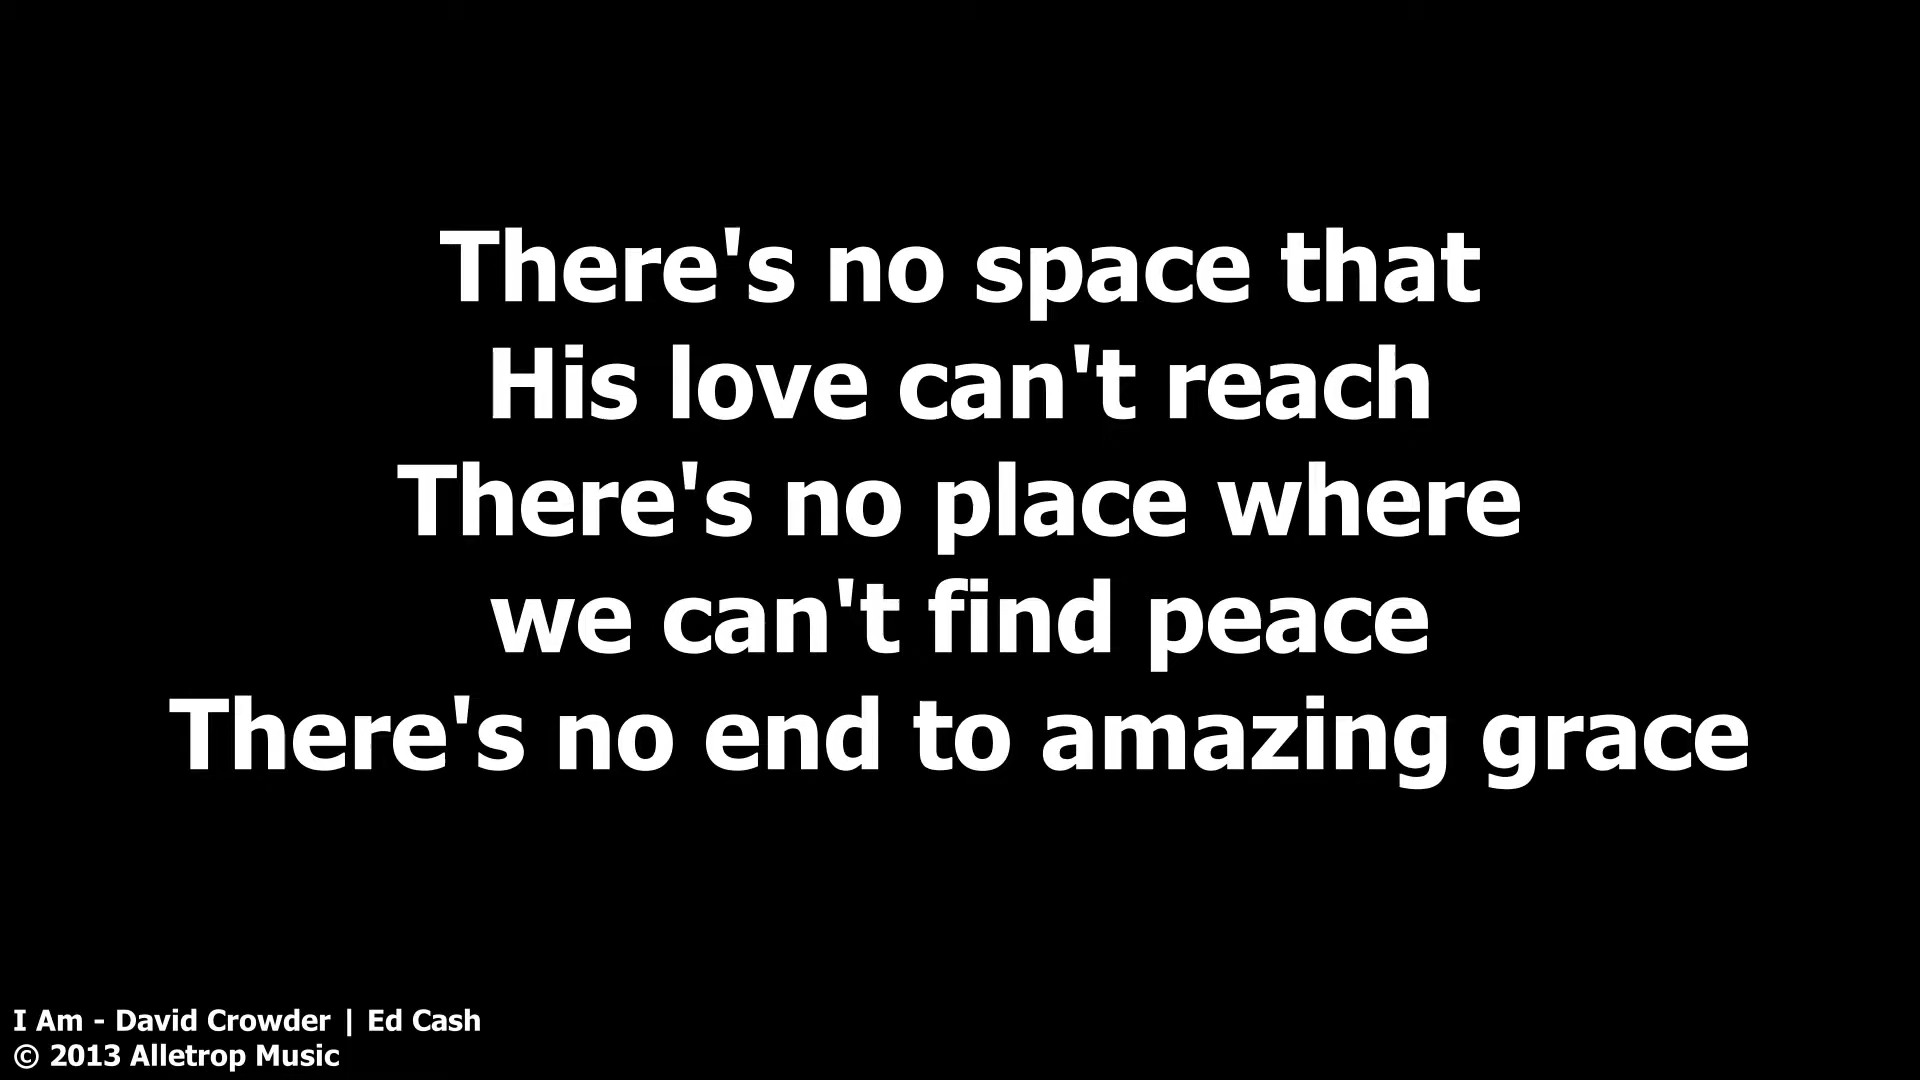 There's no space that
His love can't reach
There's no place where
we can't find peace
There's no end to amazing grace
I Am - David Crowder | Ed Cash
© 2013 Alletrop Music